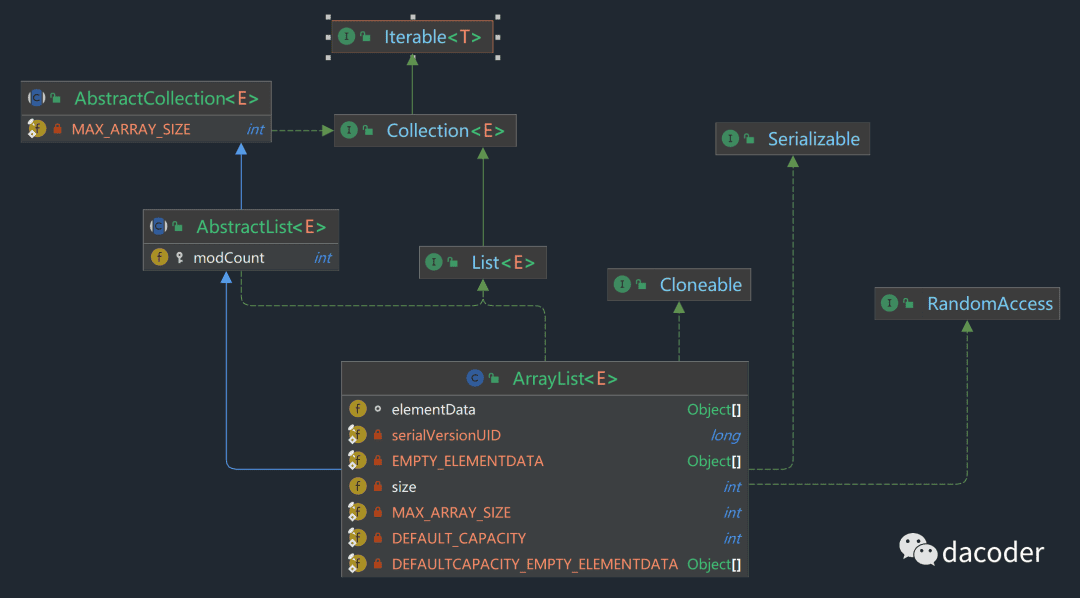 Iterable<T>
AbstractCollection<E>
MAX_ARRAY_SIZE int
Collection<E>
Serializable
AbstractList<E>
modCount int
List<E>
Cloneable
RandomAccess
ArrayList<E>
elementData Object[]
serialVersionUID long
EMPTY_ELEMENTDATA Object[]
size int
MAX_ARRAY_SIZE int
DEFAULT_CAPACITY int
DEFAULTCAPACITY_EMPTY_ELEMENTDATA Object[]
dacoder